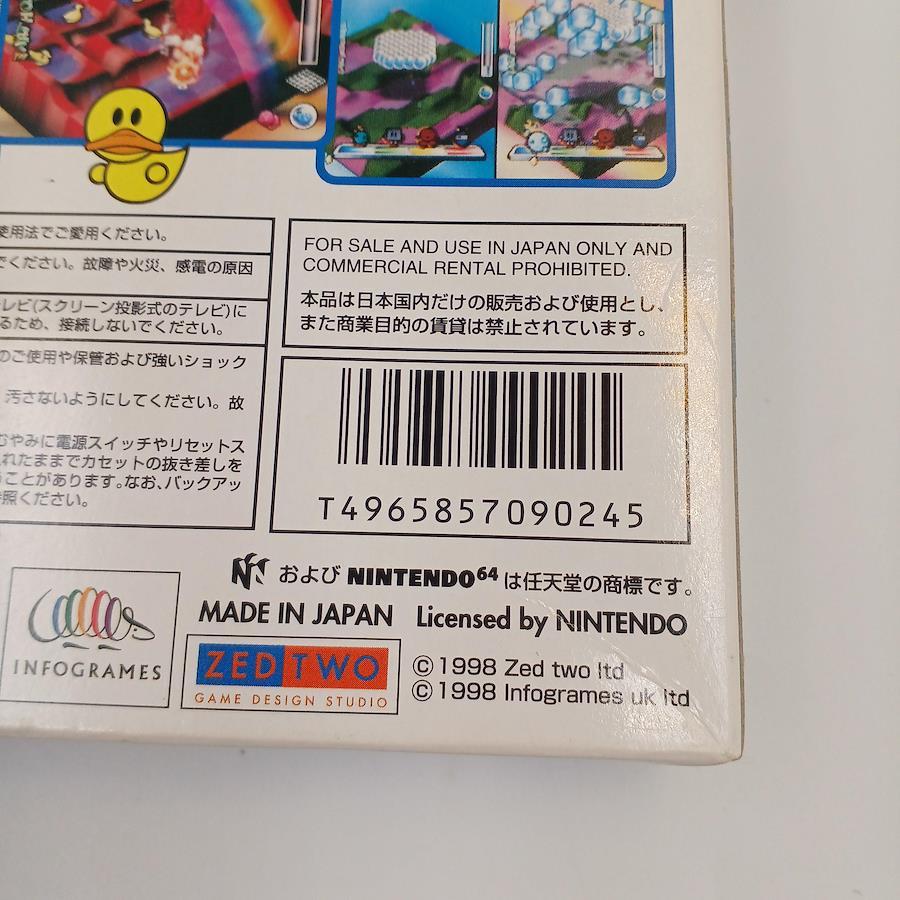 使用法でご愛用ください。
でください。故障や火災、感電の原因
レビ(スクリーン投影式のテレビ)に
るため、接続しないでください。
のご使用や保管および強いショック
汚さないようにしてください。故
むやみに電源スイッチやリセットス
れたままでカセットの抜き差しを
うことがあります。なお、バックアッ
照ください。
FOR SALE AND USE IN JAPAN ONLY AND
COMMERCIAL RENTAL PROHIBITED.
本品は日本国内だけの販売および使用とし、
また商業目的の賃貸は禁止されています。
T4965857090245
および NINTENDO64 は任天堂の商標です。
MADE IN JAPAN Licensed by NINTENDO
INFOGRAMES
ZED TWO
GAME DESIGN STUDIO
©1998 Zed two ltd
©1998 Infogrames uk ltd